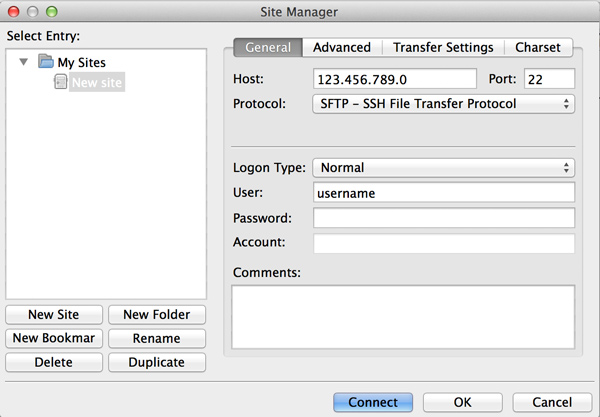 Site Manager
Select Entry:
My Sites
New site
New Site
New Folder
New Bookmar
Rename
Delete
Duplicate
General
Advanced
Transfer Settings
Charset
Host:
123.456.789.0
Port:
22
Protocol:
SFTP – SSH File Transfer Protocol
Logon Type:
Normal
User:
username
Password:
Account:
Comments:
Connect
OK
Cancel